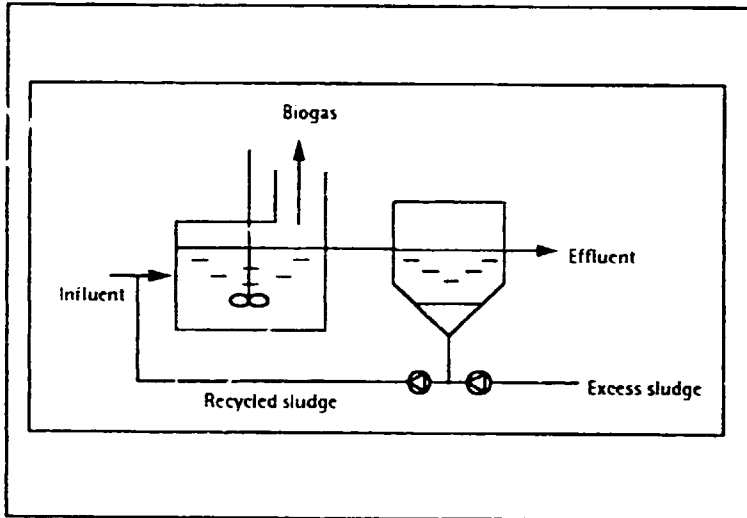 Biogas
Effluent
Influent
Recycled sludge
Excess sludge